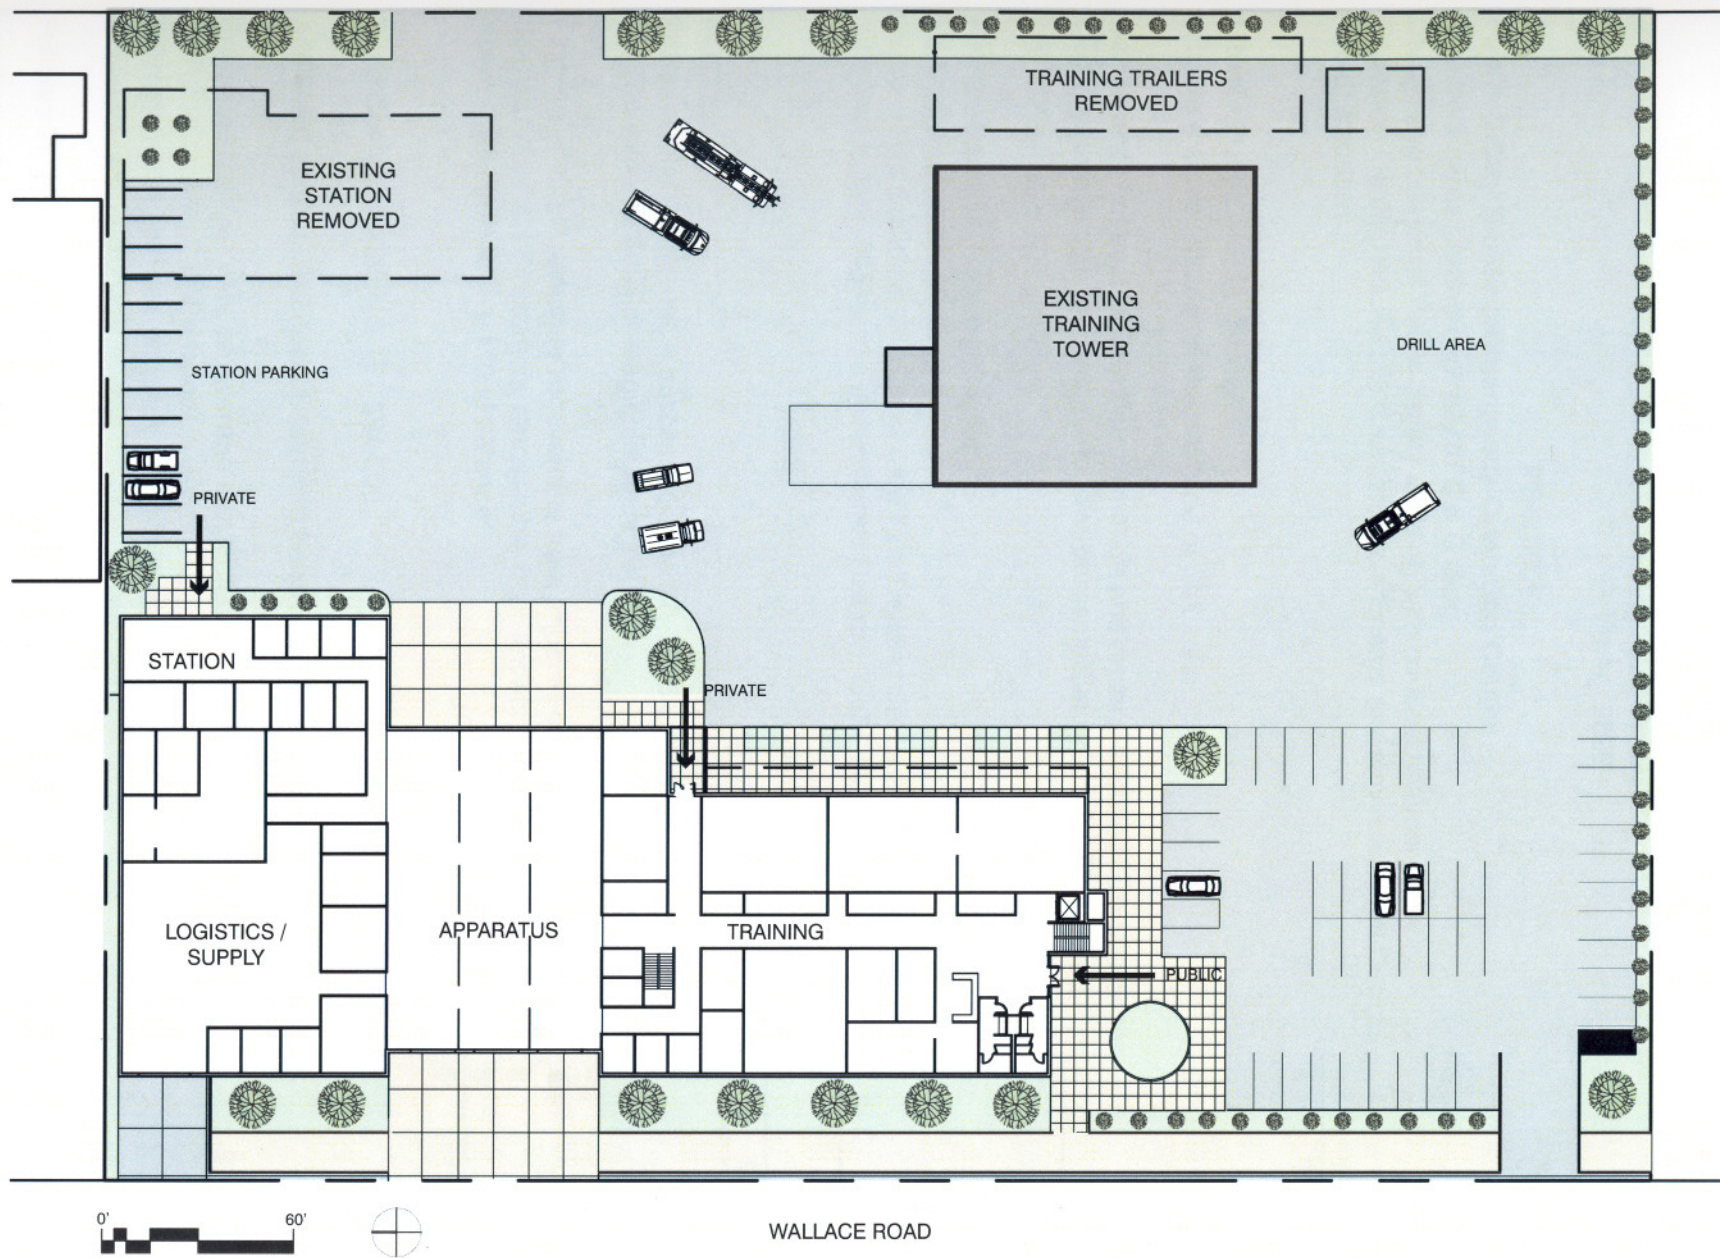 TRAINING TRAILERS
REMOVED
EXISTING
STATION
REMOVED
EXISTING
TRAINING
TOWER
DRILL AREA
STATION PARKING
PRIVATE
STATION
PRIVATE
LOGISTICS /
SUPPLY
APPARATUS
TRAINING
PUBLIC
0'
60'
WALLACE ROAD